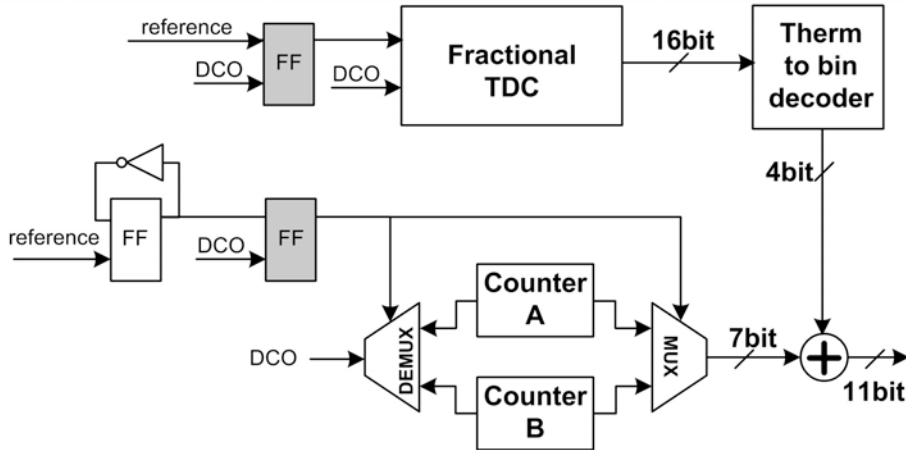 reference
FF
DCO
DCO
Fractional
TDC
16bit
Therm
to bin
decoder
4bit
reference
FF
DCO
FF
Counter
A
DCO
DEMUX
MUX
7bit
Counter
B
11bit